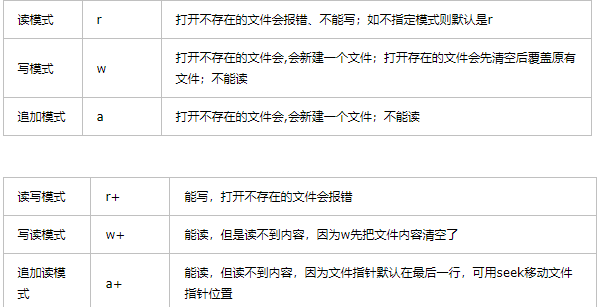 读模式 r 打开不存在的文件会报错、不能写；如不指定模式则默认是r
写模式 w 打开不存在的文件会,会新建一个文件；打开存在的文件会先清空后覆盖原有
文件；不能读
追加模式 a 打开不存在的文件会,会新建一个文件；不能读
读写模式 r+ 能写，打开不存在的文件会报错
写读模式 w+ 能读，但是读不到内容，因为w先把文件内容清空了
追加读模
式 a+ 能读，但读不到内容，因为文件指针默认在最后一行，可用seek移动文件
指针位置